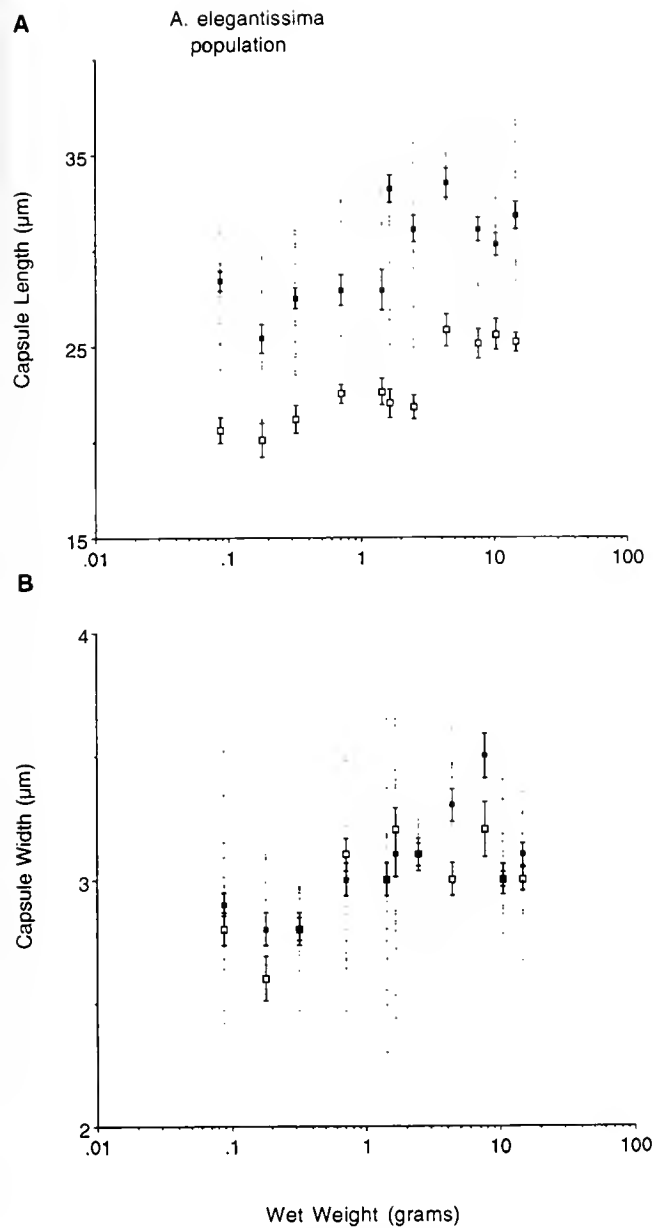 A
A. elegantissima
population
35
25
15
Capsule Length (µm)
.01 .1 1 10 100
B
4
3
2
Capsule Width (µm)
.01 .1 1 10 100
Wet Weight (grams)